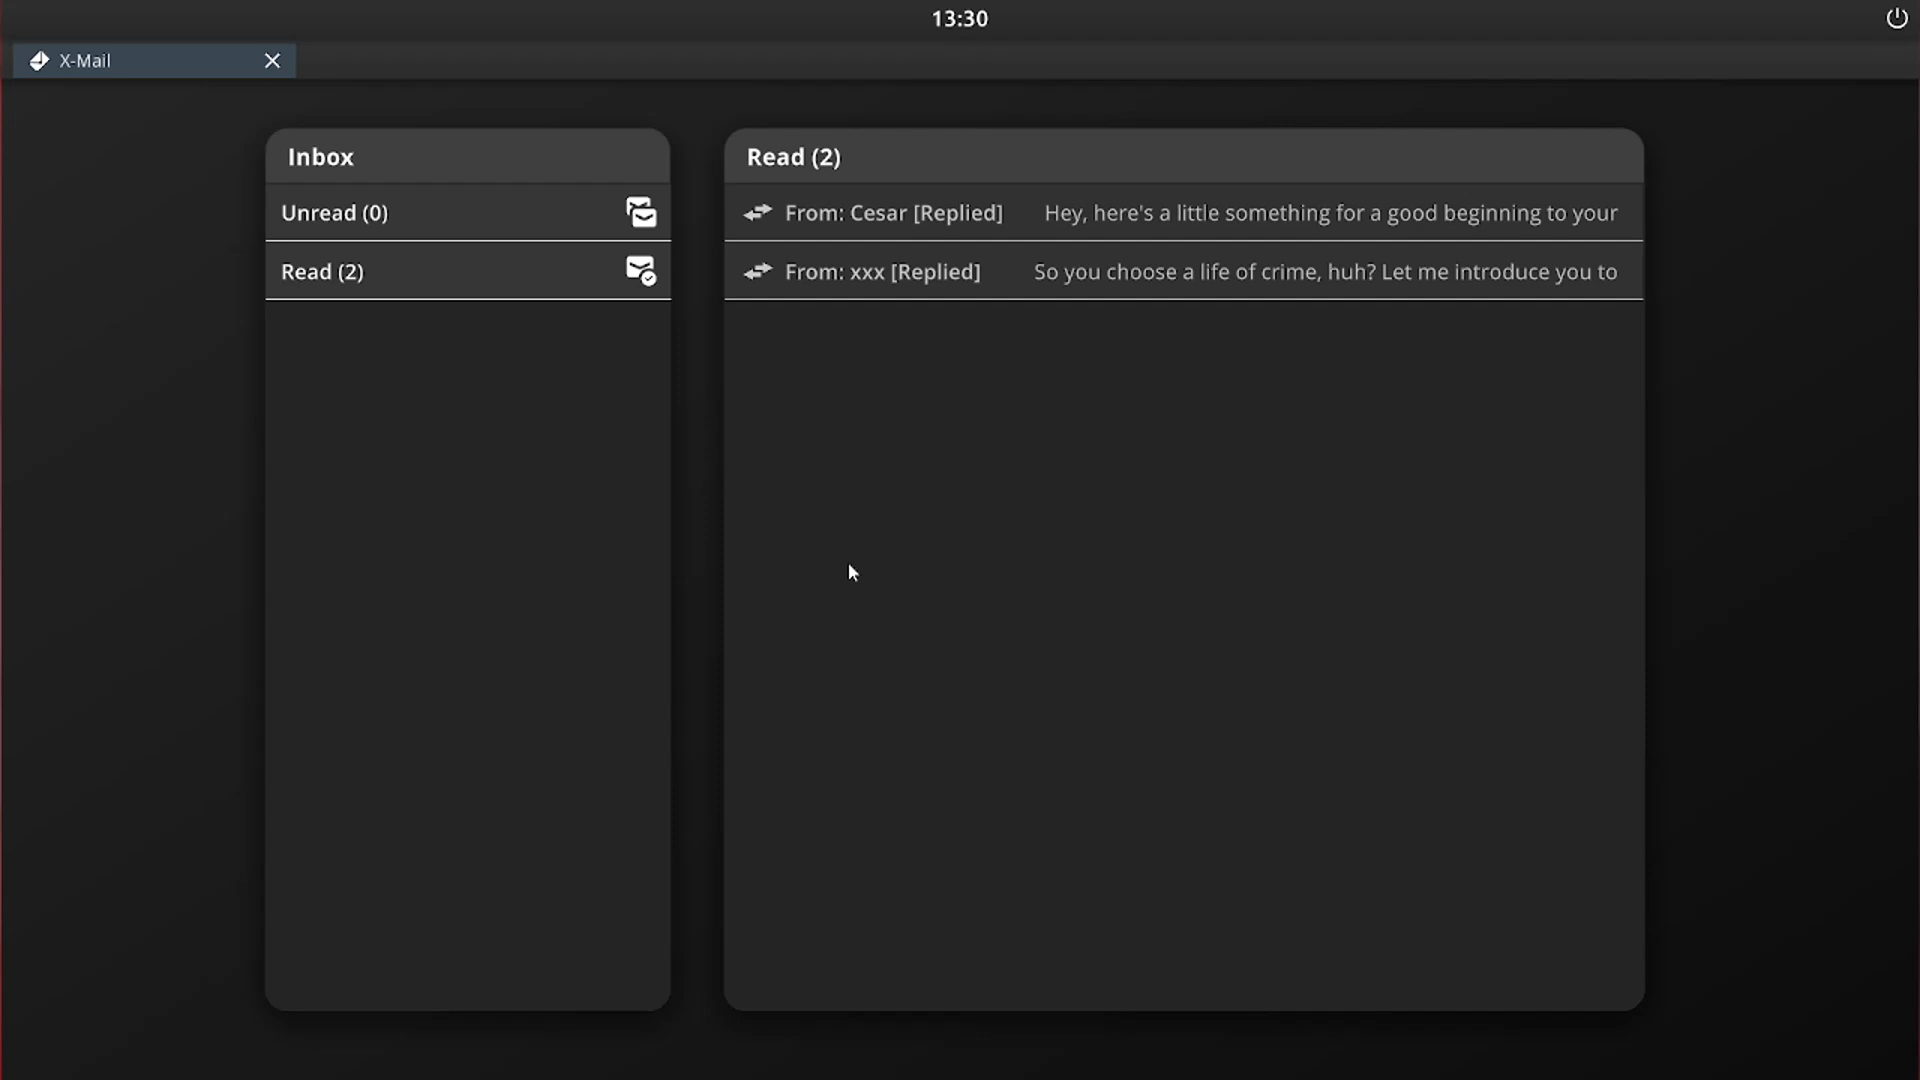 13:30
X-Mail
Inbox
Unread (0)
Read (2)
Read (2)
From: Cesar [Replied] Hey, here's a little something for a good beginning to your
From: xxx [Replied] So you choose a life of crime, huh? Let me introduce you to